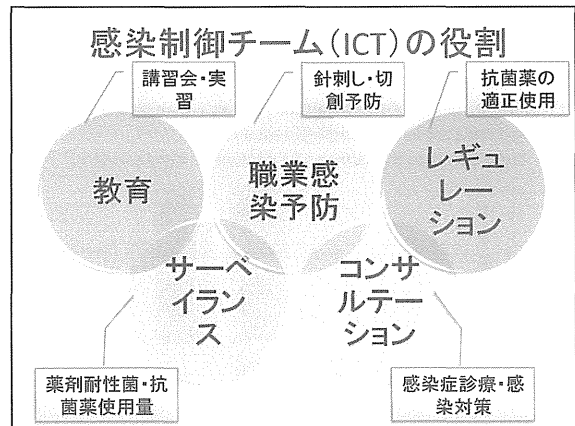 感染制御チーム(ICT)の役割
講習会・実
習
針刺し・切
創予防
抗菌薬の
適正使用
教育
職業感
染予防
レギュ
レー
ション
サーベ
イラン
ス
コンサ
ルテー
ション
薬剤耐性菌・抗
菌薬使用量
感染症診療・感
染対策